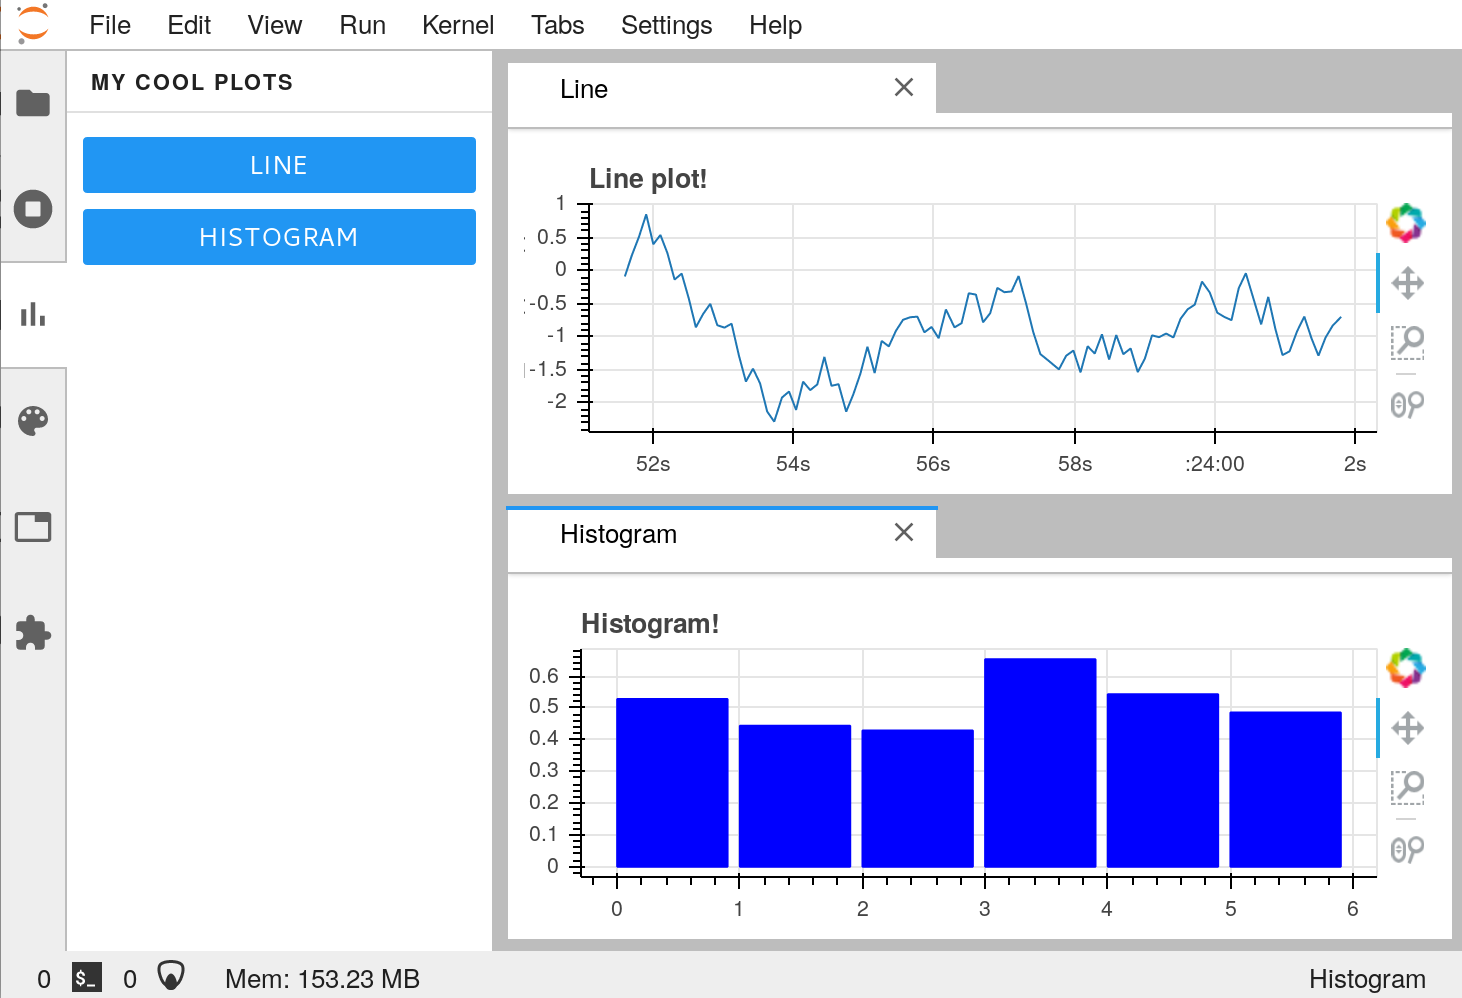 File Edit View Run Kernel Tabs Settings Help
MY COOL PLOTS
LINE
HISTOGRAM
Line
Line plot!
1
0.5
0
-0.5
-1
-1.5
-2
52s 54s 56s 58s :24:00 2s
Histogram
Histogram!
0.6
0.5
0.4
0.3
0.2
0.1
0
0 1 2 3 4 5 6
0 $_ 0 Mem: 153.23 MB Histogram